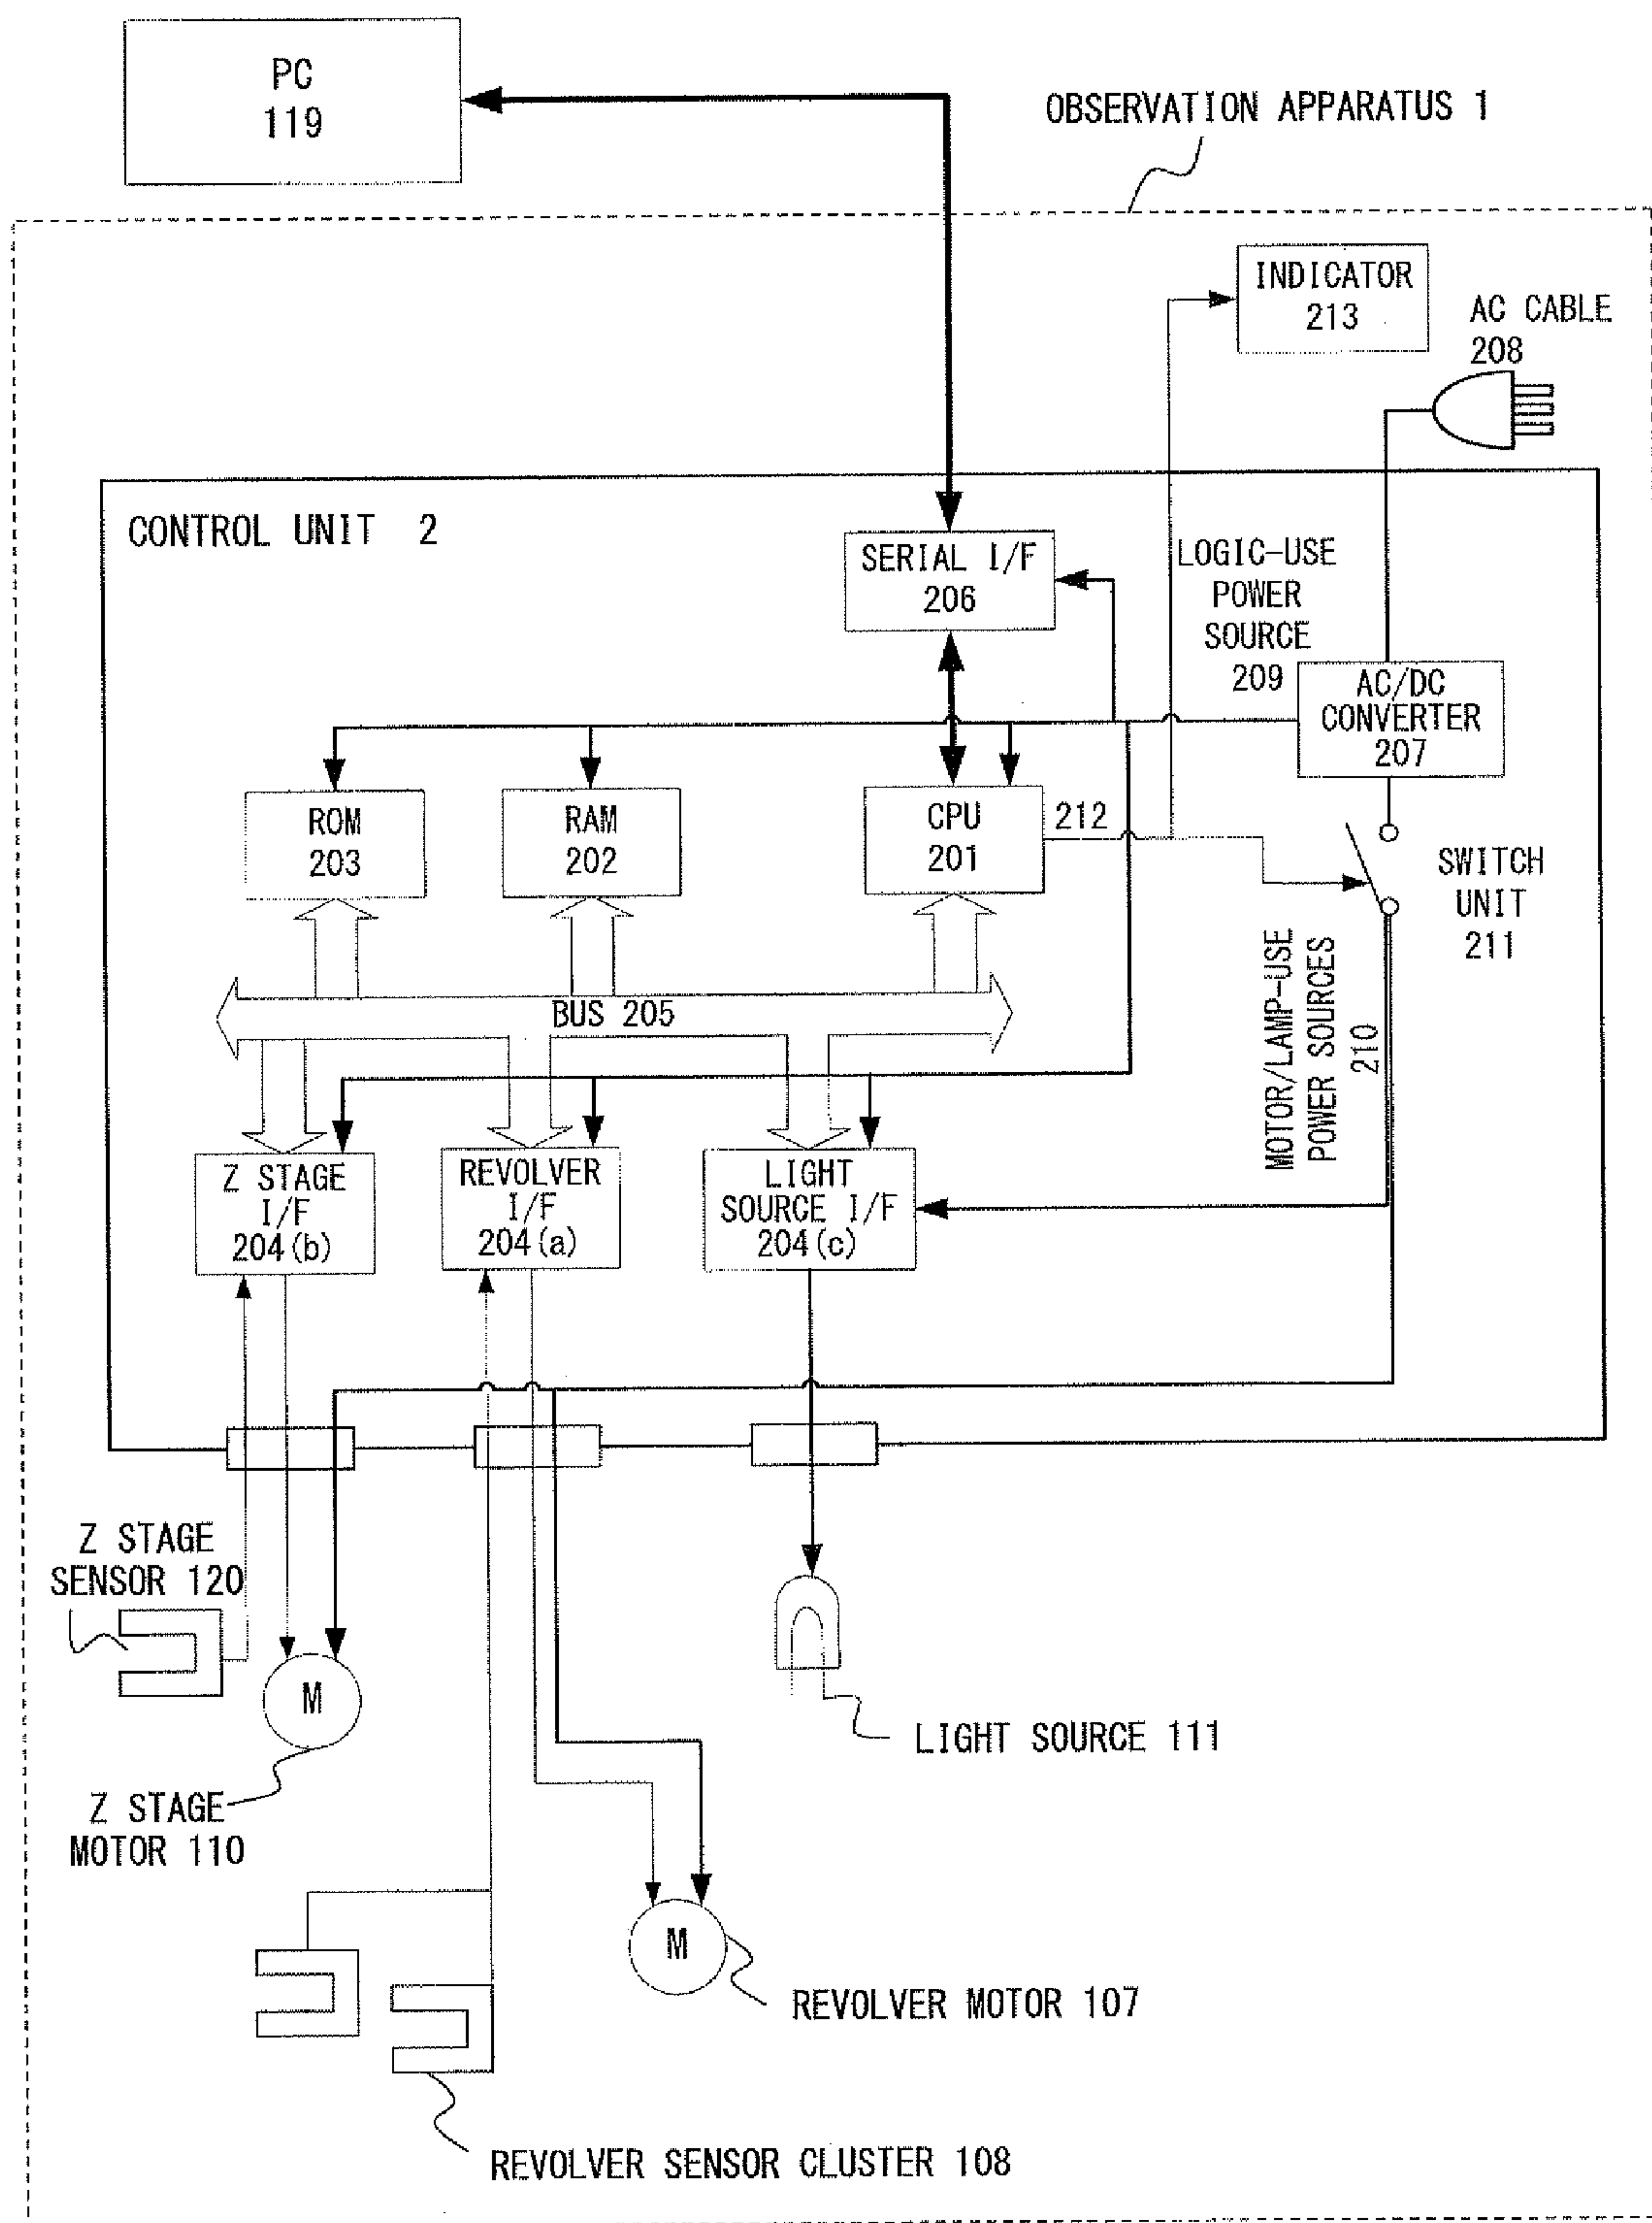 PC
119
OBSERVATION APPARATUS 1
INDICATOR
213
AC CABLE
208
CONTROL UNIT 2
SERIAL I/F
206
LOGIC-USE
POWER
SOURCE
209
AC/DC
CONVERTER
207
ROM
203
RAM
202
CPU
201
212
SWITCH
UNIT
211
MOTOR/LAMP-USE
POWER SOURCES
210
BUS 205
Z STAGE
I/F
204(b)
REVOLVER
I/F
204(a)
LIGHT
SOURCE I/F
204(c)
Z STAGE
SENSOR 120
M
LIGHT SOURCE 111
Z STAGE
MOTOR 110
M
REVOLVER MOTOR 107
REVOLVER SENSOR CLUSTER 108